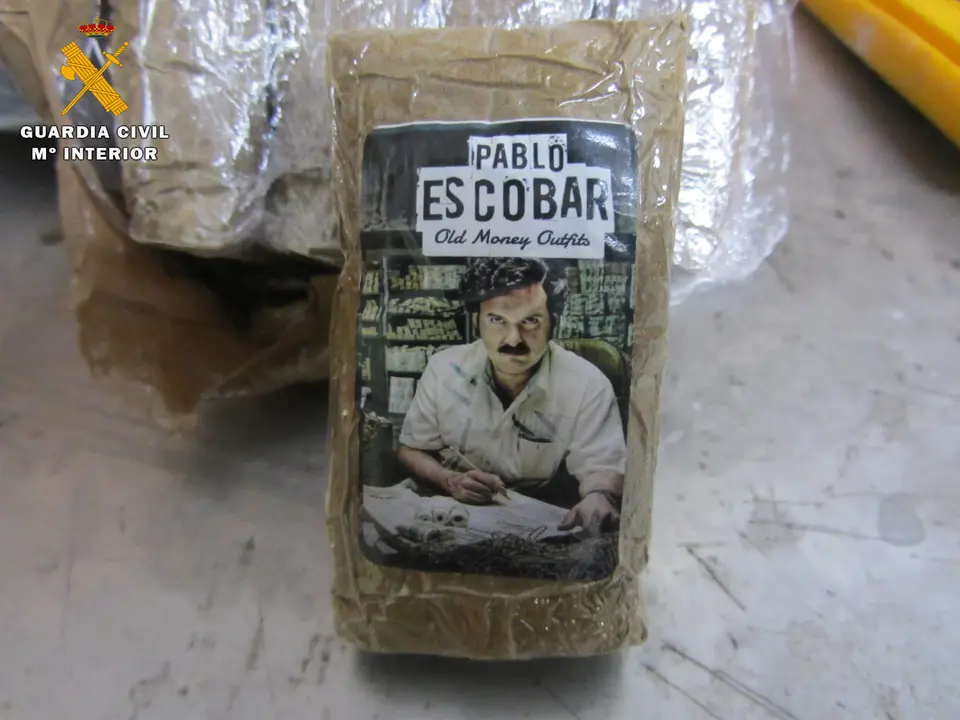 GUARDIA CIVIL
Mº INTERIOR
PABLO
ESCOBAR
Old Money Outfits